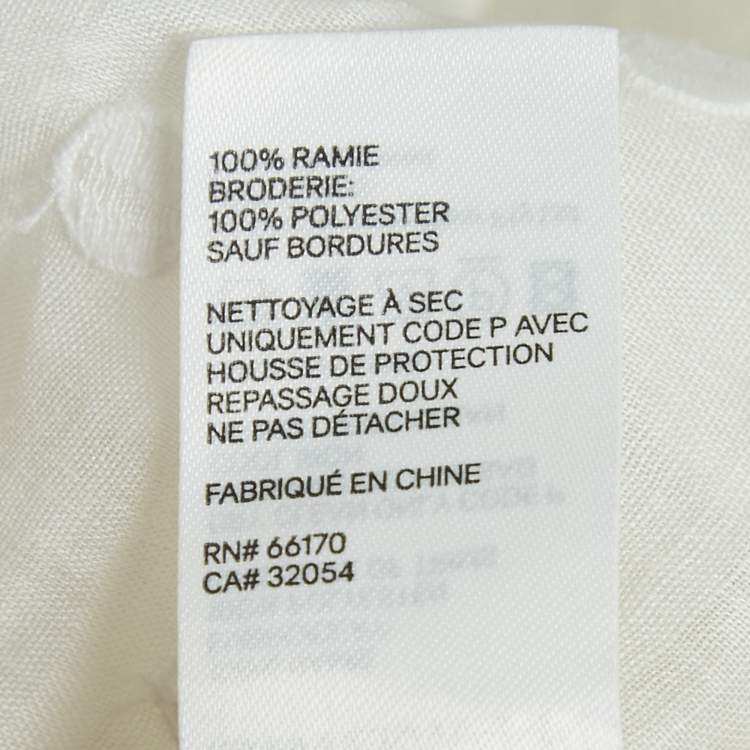 100% RAMIE
BRODERIE:
100% POLYESTER
SAUF BORDURES
NETTOYAGE À SEC
UNIQUEMENT CODE P AVEC
HOUSSE DE PROTECTION
REPASSAGE DOUX
NE PAS DÉTACHER
FABRIQUÉ EN CHINE
RN# 66170
CA# 32054